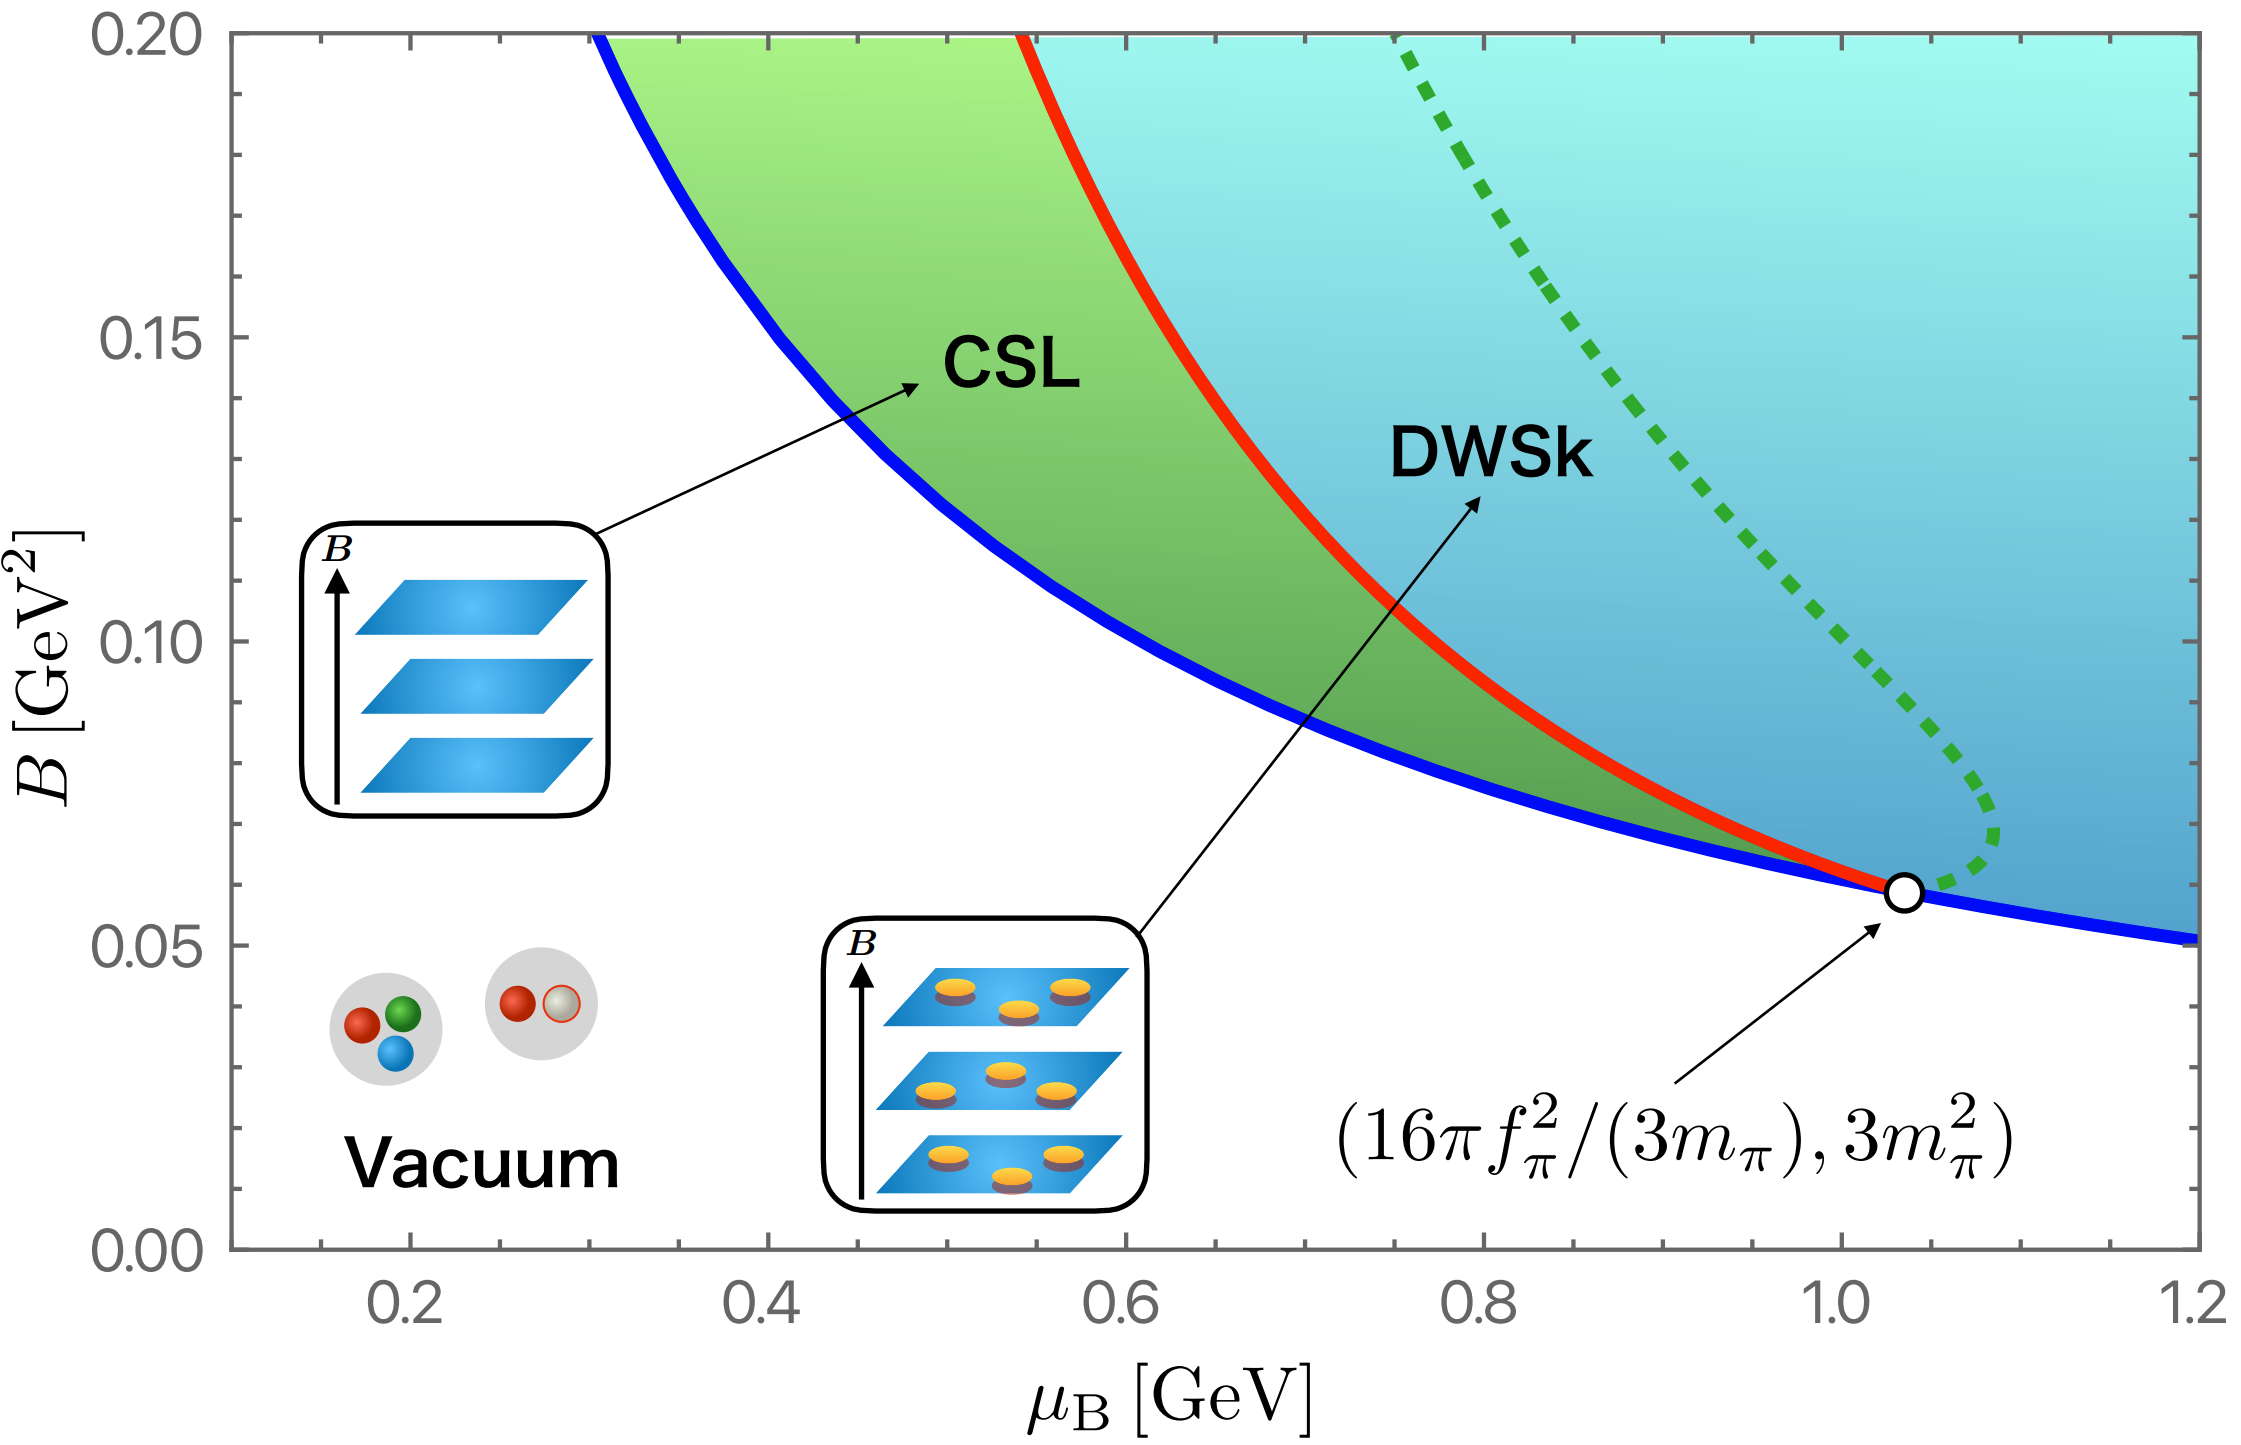 0.20
0.15
0.10
0.05
0.00
B [GeV²]
CSL
DWSk
B
B
Vacuum
(16πf_π²/(3m_π), 3m_π²)
0.2 0.4 0.6 0.8 1.0 1.2
μ_B [GeV]